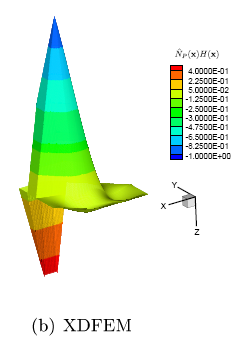 N̂_P(x)H(x)
4.0000E-01
2.2500E-01
5.0000E-02
-1.2500E-01
-3.0000E-01
-4.7500E-01
-6.5000E-01
-8.2500E-01
-1.0000E+00
Y
X
Z
(b) XDFEM